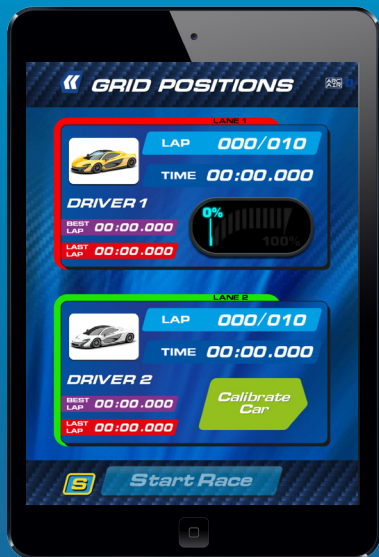 GRID POSITIONS
ARC
AIR
LANE 1
LAP 000/010
TIME 00:00.000
DRIVER 1
BEST
LAP 00:00.000
LAST
LAP 00:00.000
0%
100%
LANE 2
LAP 000/010
TIME 00:00.000
DRIVER 2
BEST
LAP 00:00.000
LAST
LAP 00:00.000
Calibrate
Car
S Start Race